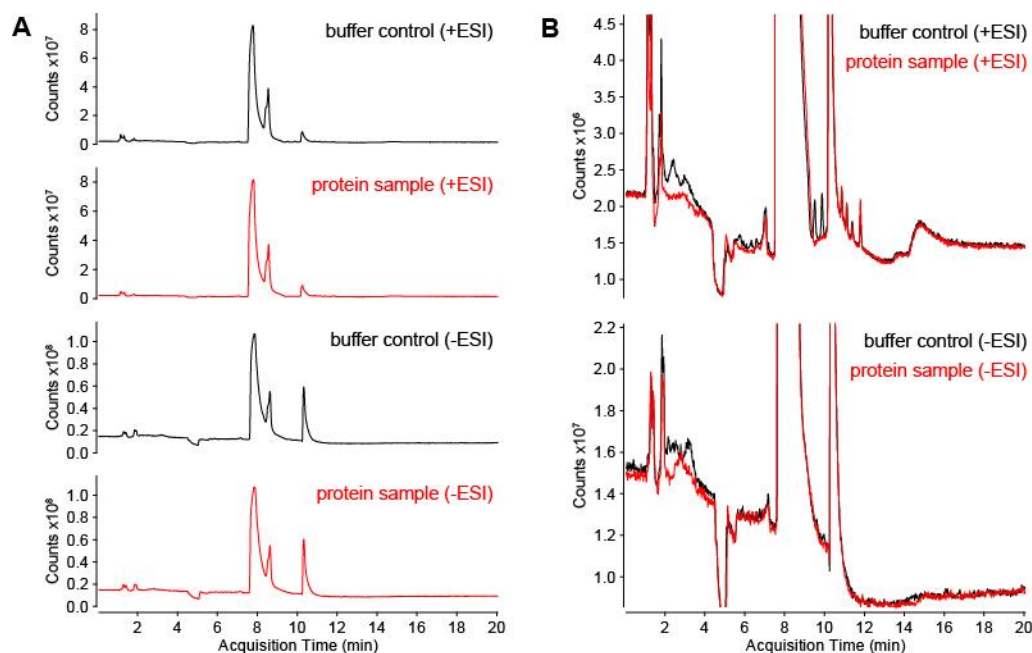 A
buffer control (+ESI)
Counts x10⁷
8
6
4
2
0
protein sample (+ESI)
Counts x10⁷
8
6
4
2
0
buffer control (-ESI)
Counts x10⁸
1.0
0.8
0.6
0.4
0.2
0.0
protein sample (-ESI)
Counts x10⁸
1.0
0.8
0.6
0.4
0.2
0.0
2 4 6 8 10 12 14 16 18 20
Acquisition Time (min)
B
buffer control (+ESI)
protein sample (+ESI)
Counts x10⁶
4.5
4.0
3.5
3.0
2.5
2.0
1.5
1.0
buffer control (-ESI)
protein sample (-ESI)
Counts x10⁷
2.2
2.0
1.8
1.6
1.4
1.2
1.0
2 4 6 8 10 12 14 16 18 20
Acquisition Time (min)